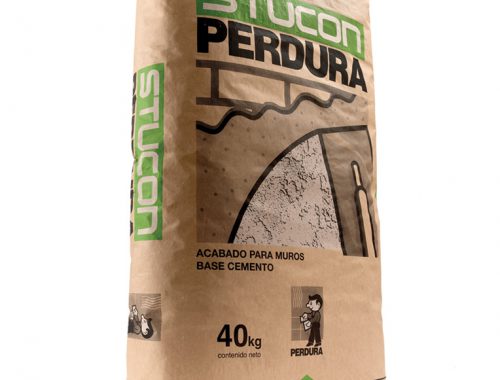 STUCON
PERDURA
STUCON
ACABADO PARA MUROS
BASE CEMENTO
40kg
contenido neto
PERDURA